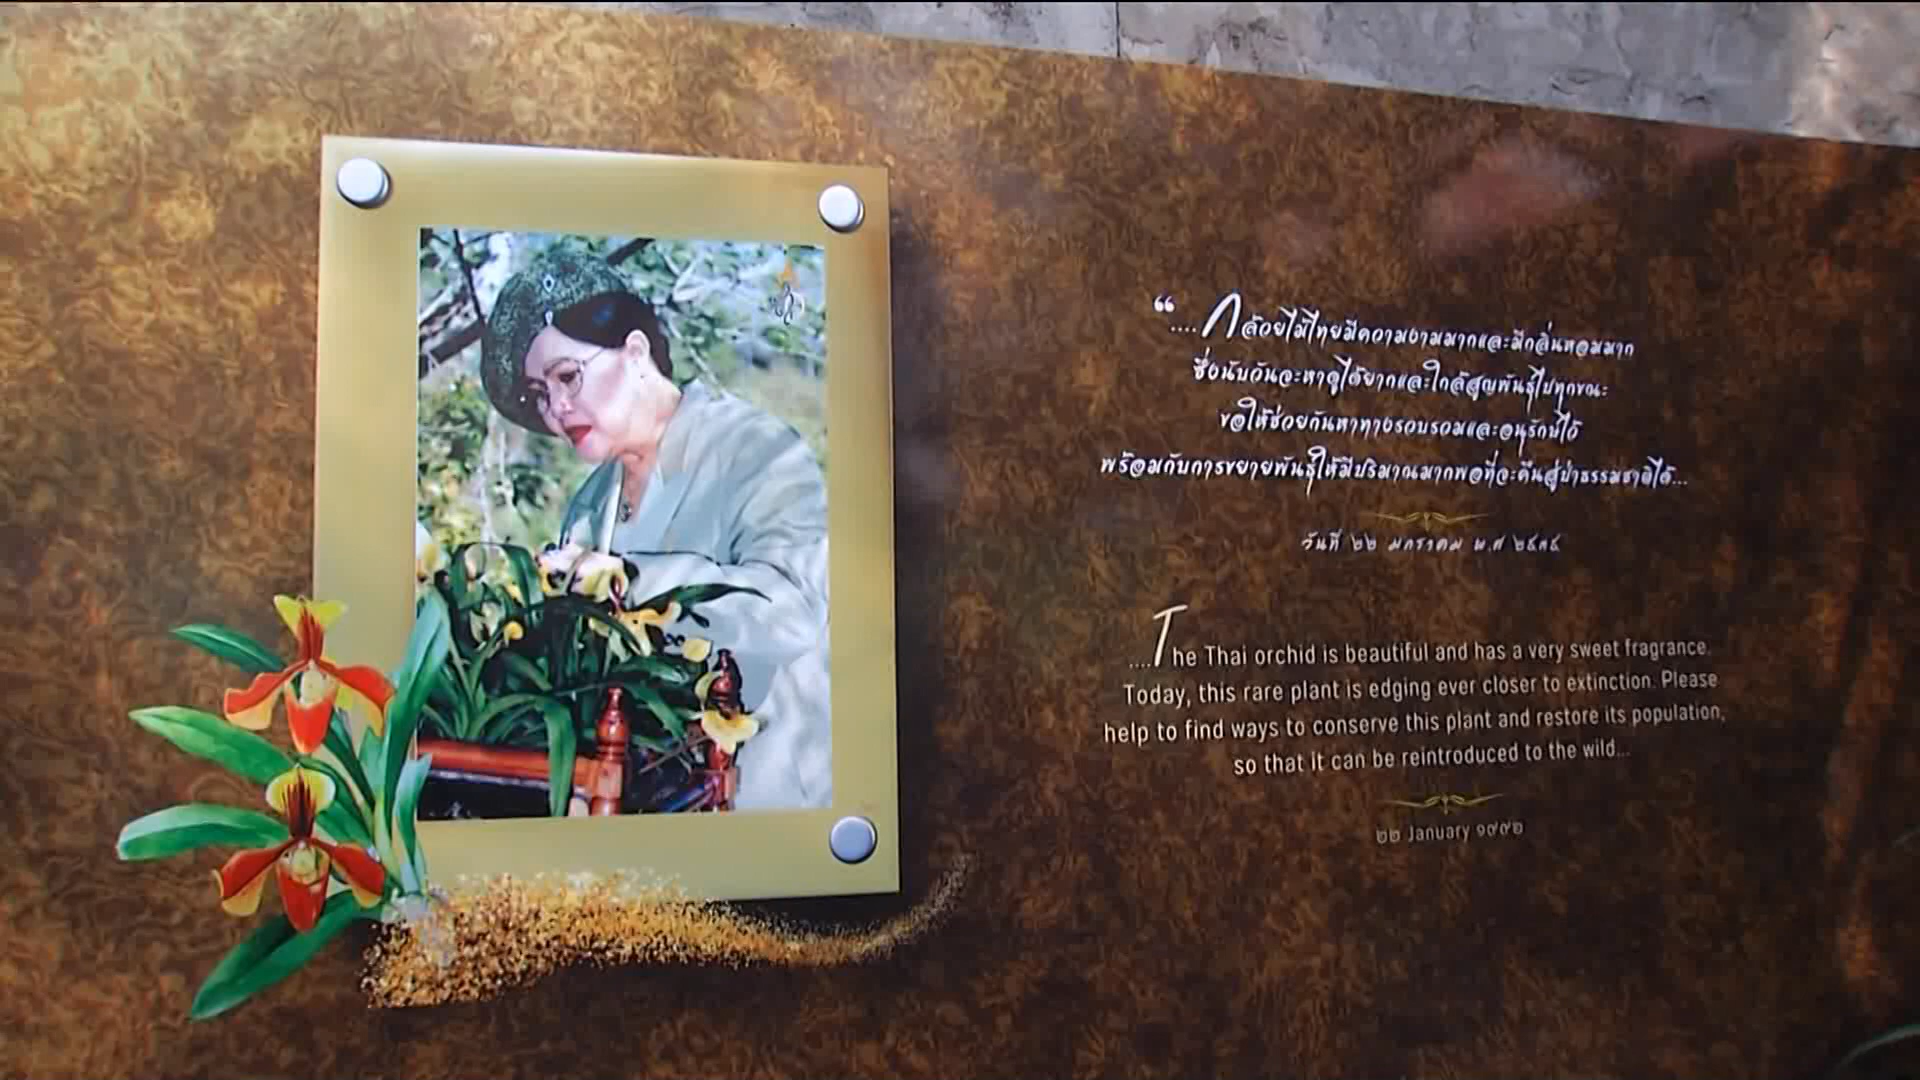 “.... กล้วยไม้ไทยมีความงามมากและมีกลิ่นหอมมาก
ซึ่งนับวันจะหาดูได้ยากและใกล้สูญพันธุ์ไปทุกขณะ
ขอให้ช่วยกันหาทางรวบรวมและอนุรักษ์ไว้
พร้อมกับการขยายพันธุ์ให้มีปริมาณมากพอที่จะคืนสู่ป่าธรรมชาติได้...
วันที่ ๒๒ มกราคม พ.ศ ๒๕๓๕
....The Thai orchid is beautiful and has a very sweet fragrance.
Today, this rare plant is edging ever closer to extinction. Please
help to find ways to conserve this plant and restore its population,
so that it can be reintroduced to the wild...
๒๒ January ๑๙๙๒